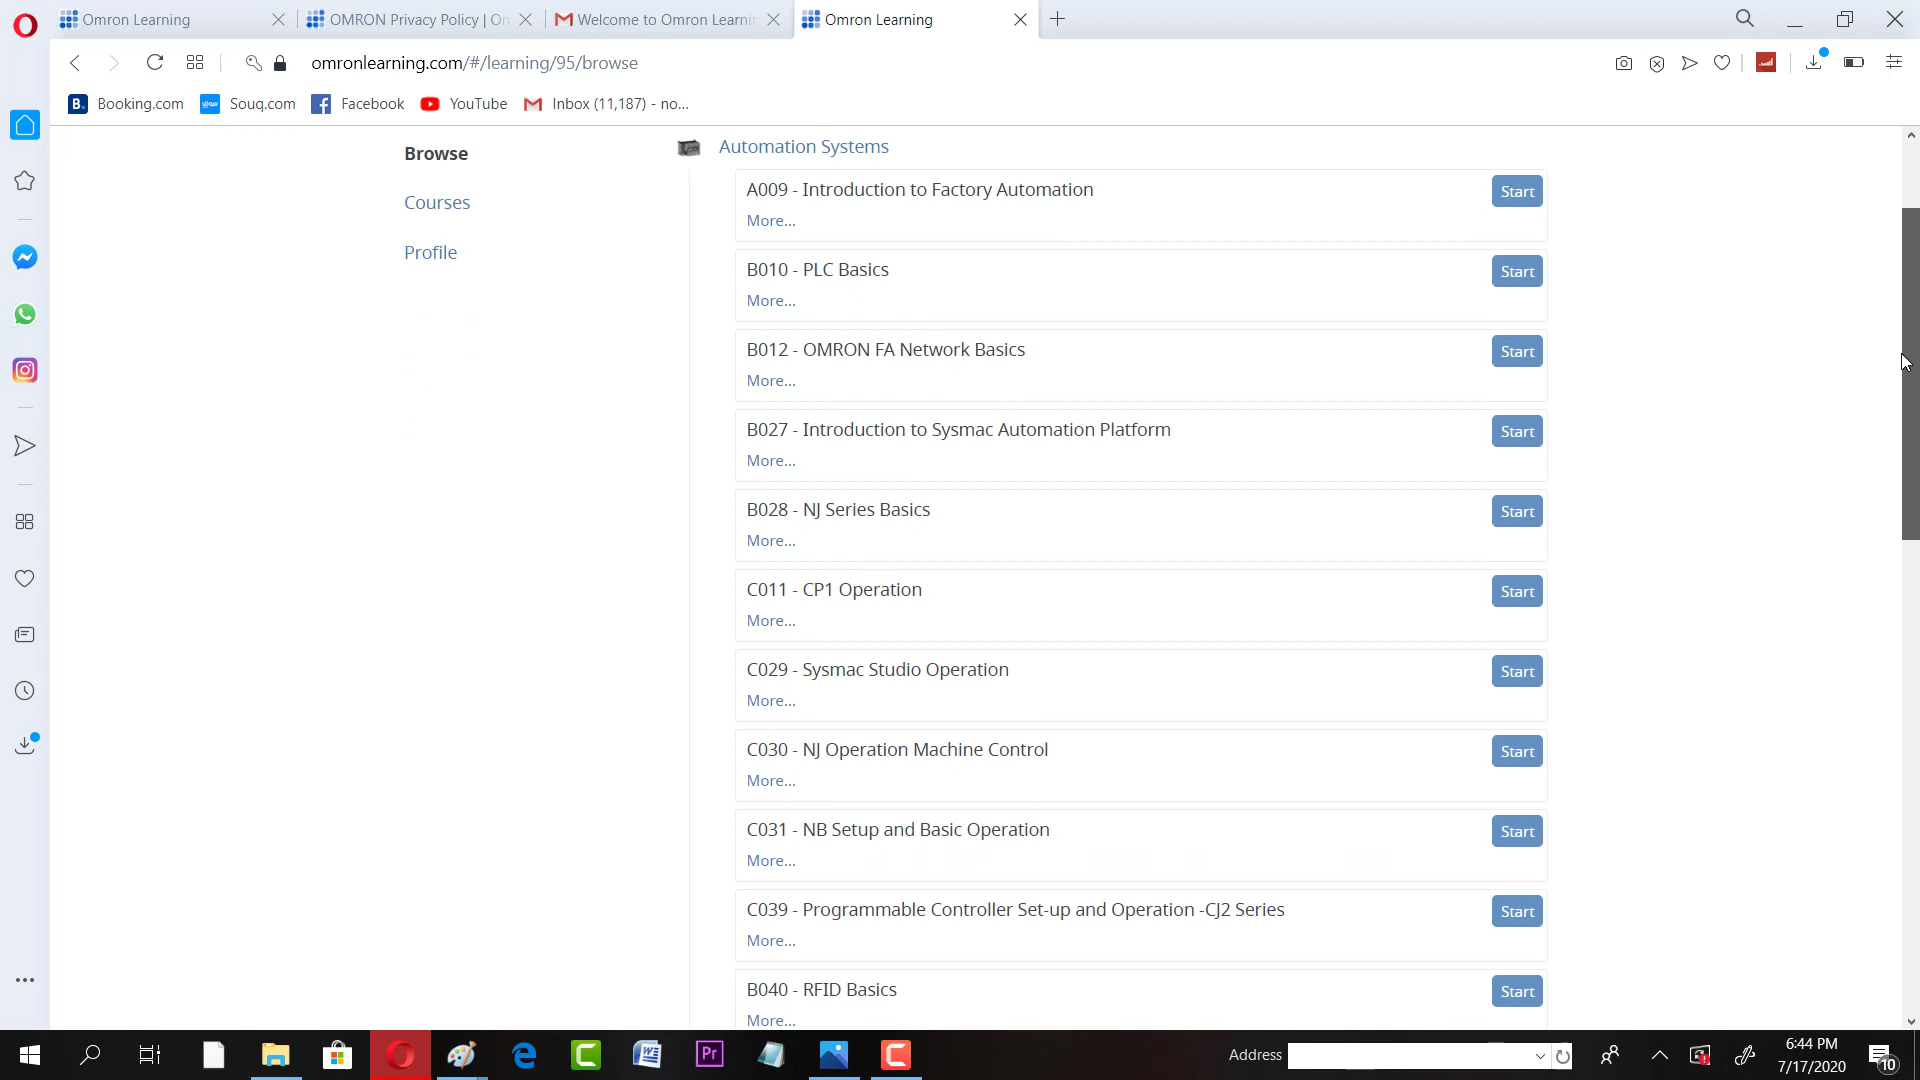 Omron Learning
OMRON Privacy Policy | On
Welcome to Omron Learni
Omron Learning
omronlearning.com/#/learning/95/browse
B. Booking.com
Souq.com
Facebook
YouTube
Inbox (11,187) - no...
Browse
Courses
Profile
Automation Systems
A009 - Introduction to Factory Automation
Start
More...
B010 - PLC Basics
Start
More...
B012 - OMRON FA Network Basics
Start
More...
B027 - Introduction to Sysmac Automation Platform
Start
More...
B028 - NJ Series Basics
Start
More...
C011 - CP1 Operation
Start
More...
C029 - Sysmac Studio Operation
Start
More...
C030 - NJ Operation Machine Control
Start
More...
C031 - NB Setup and Basic Operation
Start
More...
C039 - Programmable Controller Set-up and Operation -CJ2 Series
Start
More...
B040 - RFID Basics
Start
More...
Pr
Address
6:44 PM
7/17/2020
10